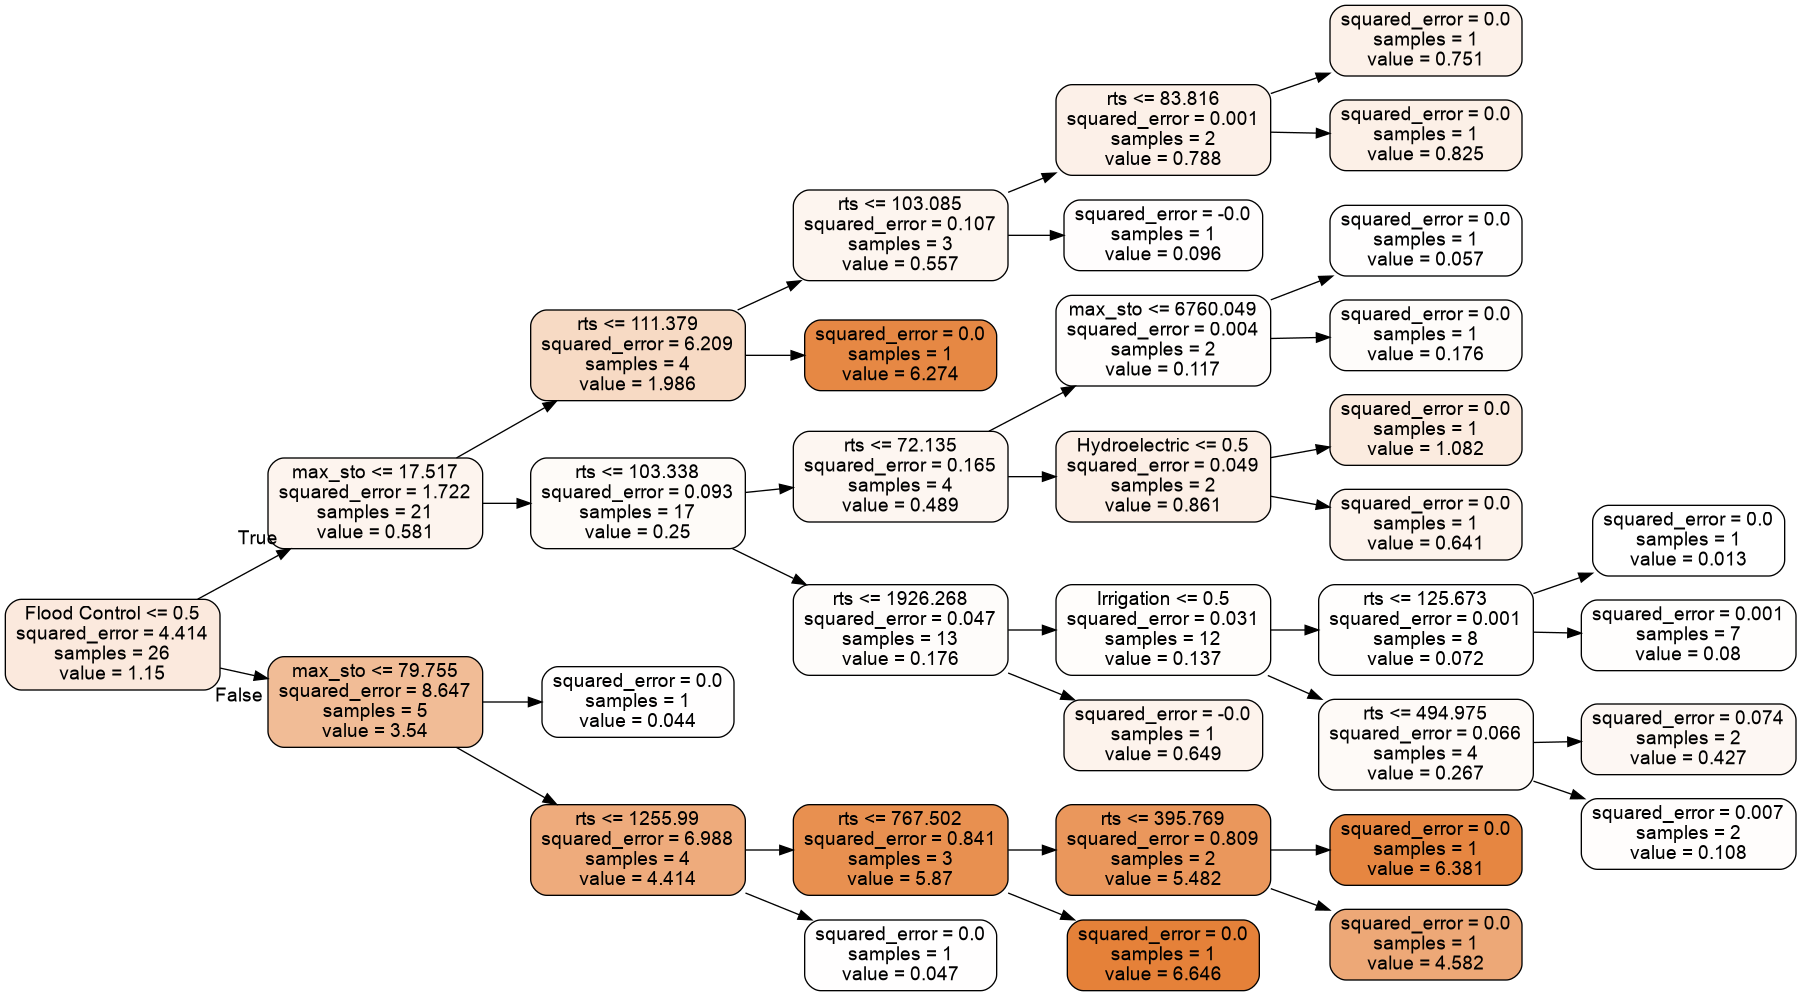 Flood Control <= 0.5
squared_error = 4.414
samples = 26
value = 1.15
True
False
max_sto <= 17.517
squared_error = 1.722
samples = 21
value = 0.581
max_sto <= 79.755
squared_error = 8.647
samples = 5
value = 3.54
rts <= 111.379
squared_error = 6.209
samples = 4
value = 1.986
rts <= 103.338
squared_error = 0.093
samples = 17
value = 0.25
squared_error = 0.0
samples = 1
value = 0.044
rts <= 1255.99
squared_error = 6.988
samples = 4
value = 4.414
rts <= 103.085
squared_error = 0.107
samples = 3
value = 0.557
squared_error = 0.0
samples = 1
value = 6.274
rts <= 72.135
squared_error = 0.165
samples = 4
value = 0.489
rts <= 1926.268
squared_error = 0.047
samples = 13
value = 0.176
rts <= 767.502
squared_error = 0.841
samples = 3
value = 5.87
squared_error = 0.0
samples = 1
value = 0.047
rts <= 83.816
squared_error = 0.001
samples = 2
value = 0.788
squared_error = -0.0
samples = 1
value = 0.096
max_sto <= 6760.049
squared_error = 0.004
samples = 2
value = 0.117
Hydroelectric <= 0.5
squared_error = 0.049
samples = 2
value = 0.861
Irrigation <= 0.5
squared_error = 0.031
samples = 12
value = 0.137
squared_error = -0.0
samples = 1
value = 0.649
rts <= 395.769
squared_error = 0.809
samples = 2
value = 5.482
squared_error = 0.0
samples = 1
value = 6.646
squared_error = 0.0
samples = 1
value = 0.751
squared_error = 0.0
samples = 1
value = 0.825
squared_error = 0.0
samples = 1
value = 0.057
squared_error = 0.0
samples = 1
value = 0.176
squared_error = 0.0
samples = 1
value = 1.082
squared_error = 0.0
samples = 1
value = 0.641
rts <= 125.673
squared_error = 0.001
samples = 8
value = 0.072
rts <= 494.975
squared_error = 0.066
samples = 4
value = 0.267
squared_error = 0.0
samples = 1
value = 6.381
squared_error = 0.0
samples = 1
value = 4.582
squared_error = 0.0
samples = 1
value = 0.013
squared_error = 0.001
samples = 7
value = 0.08
squared_error = 0.074
samples = 2
value = 0.427
squared_error = 0.007
samples = 2
value = 0.108